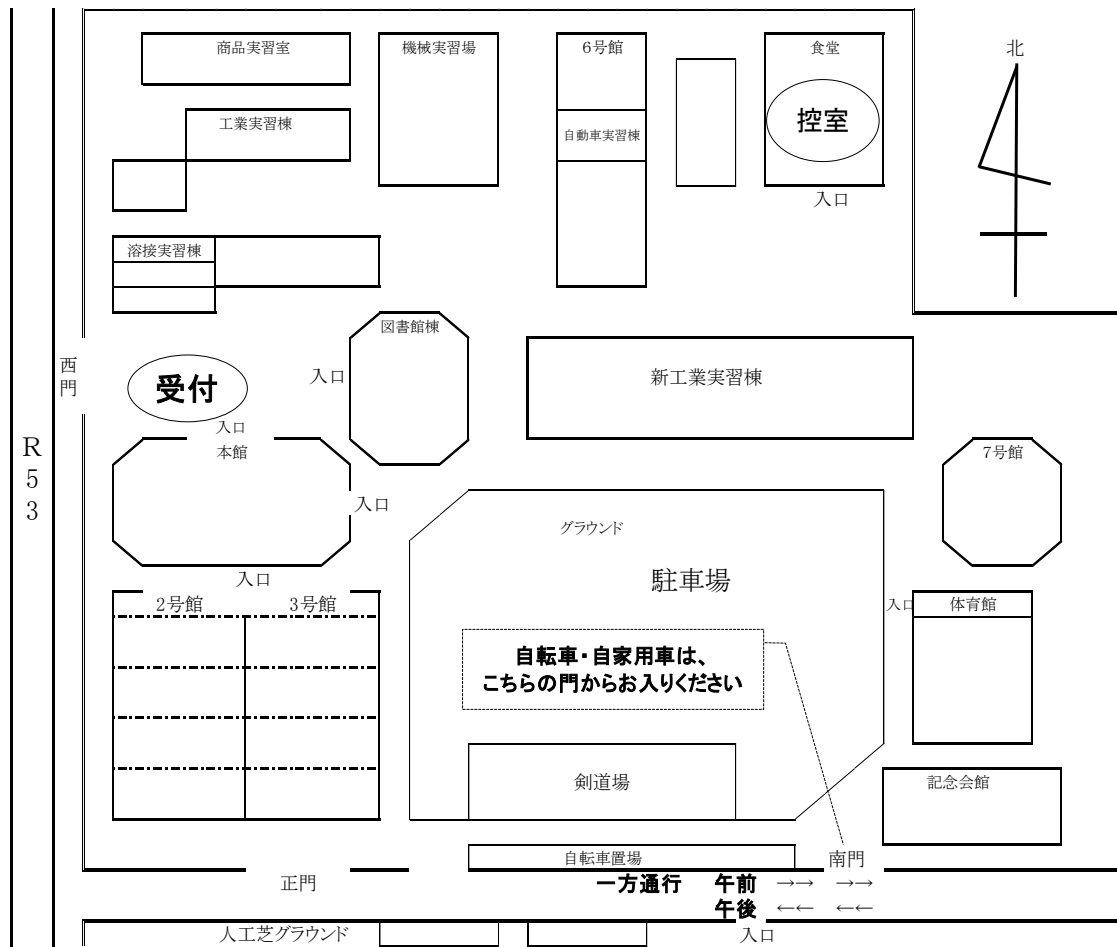 商品実習室
機械実習場
6号館
食堂
北
控室
工業実習棟
自動車実習棟
入口
溶接実習棟
図書館棟
西門
受付
入口
新工業実習棟
入口
本館
7号館
R53
入口
グラウンド
駐車場
入口
2号館
3号館
入口
体育館
自転車・自家用車は、
こちらの門からお入りください
剣道場
記念会館
自転車置場
南門
正門
一方通行 午前 →→ →→
午後 ←← ←←
人工芝グラウンド
入口